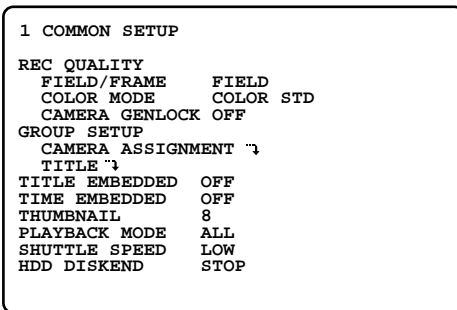 1 COMMON SETUP
REC QUALITY
FIELD/FRAME FIELD
COLOR MODE COLOR STD
CAMERA GENLOCK OFF
GROUP SETUP
CAMERA ASSIGNMENT
TITLE
TITLE EMBEDDED OFF
TIME EMBEDDED OFF
THUMBNAIL 8
PLAYBACK MODE ALL
SHUTTLE SPEED LOW
HDD DISKEND STOP